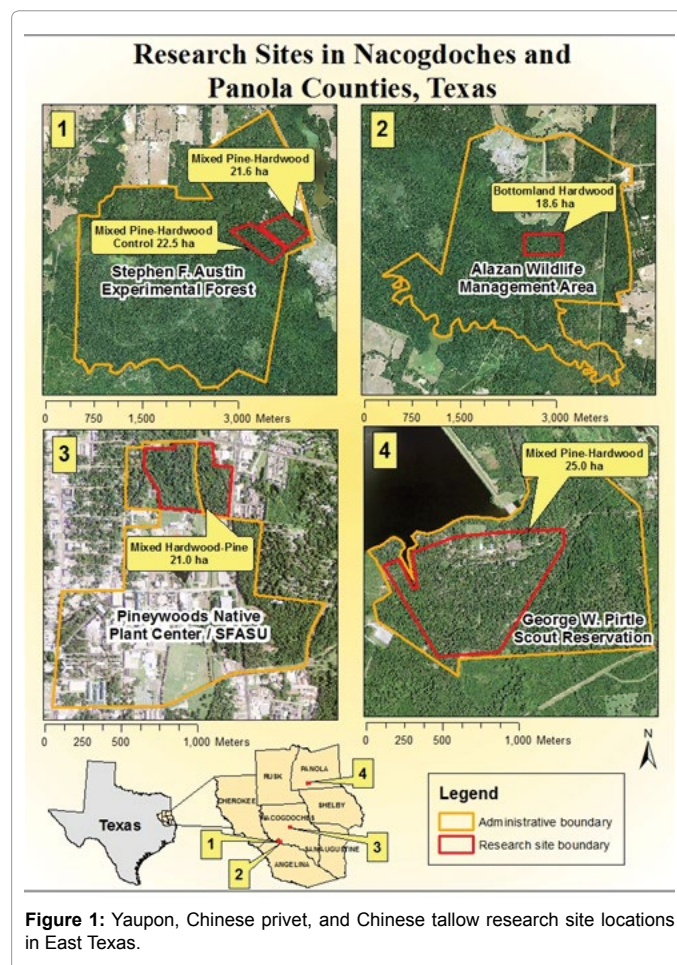 Research Sites in Nacogdoches and
Panola Counties, Texas
1
Mixed Pine-Hardwood
21.6 ha
Mixed Pine-Hardwood
Control 22.5 ha
Stephen F. Austin
Experimental Forest
0 750 1,500 3,000 Meters
2
Bottomland Hardwood
18.6 ha
Alazan Wildlife
Management Area
0 750 1,500 3,000 Meters
3
Mixed Hardwood-Pine
21.0 ha
Pineywoods Native
Plant Center / SFASU
0 250 500 1,000 Meters
4
Mixed Pine-Hardwood
25.0 ha
George W. Pirtle
Scout Reservation
0 250 500 1,000 Meters
N
Texas
RUSK
PANOLA
CHEROKEE
SHELBY
NACOGDOCHES
SAN AUGUSTINE
ANGELINA
1
2
3
4
Legend
Administrative boundary
Research site boundary
Figure 1: Yaupon, Chinese privet, and Chinese tallow research site locations
in East Texas.